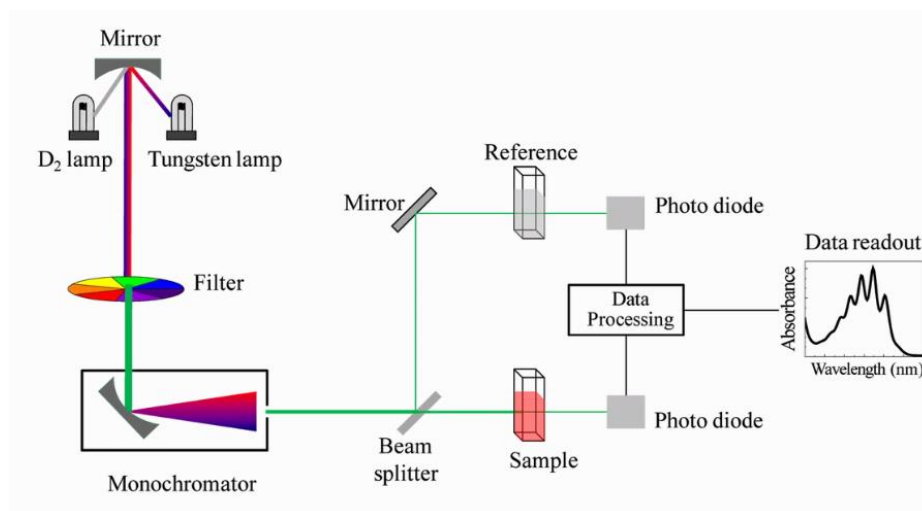 Mirror
D₂ lamp
Tungsten lamp
Filter
Monochromator
Mirror
Beam
splitter
Reference
Sample
Photo diode
Data
Processing
Photo diode
Data readout
Absorbance
Wavelength (nm)